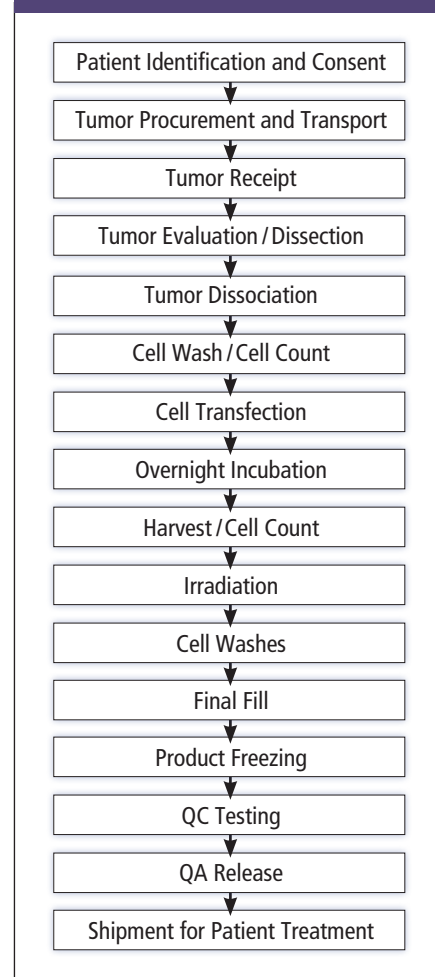 Patient Identification and Consent
Tumor Procurement and Transport
Tumor Receipt
Tumor Evaluation / Dissection
Tumor Dissociation
Cell Wash / Cell Count
Cell Transfection
Overnight Incubation
Harvest / Cell Count
Irradiation
Cell Washes
Final Fill
Product Freezing
QC Testing
QA Release
Shipment for Patient Treatment